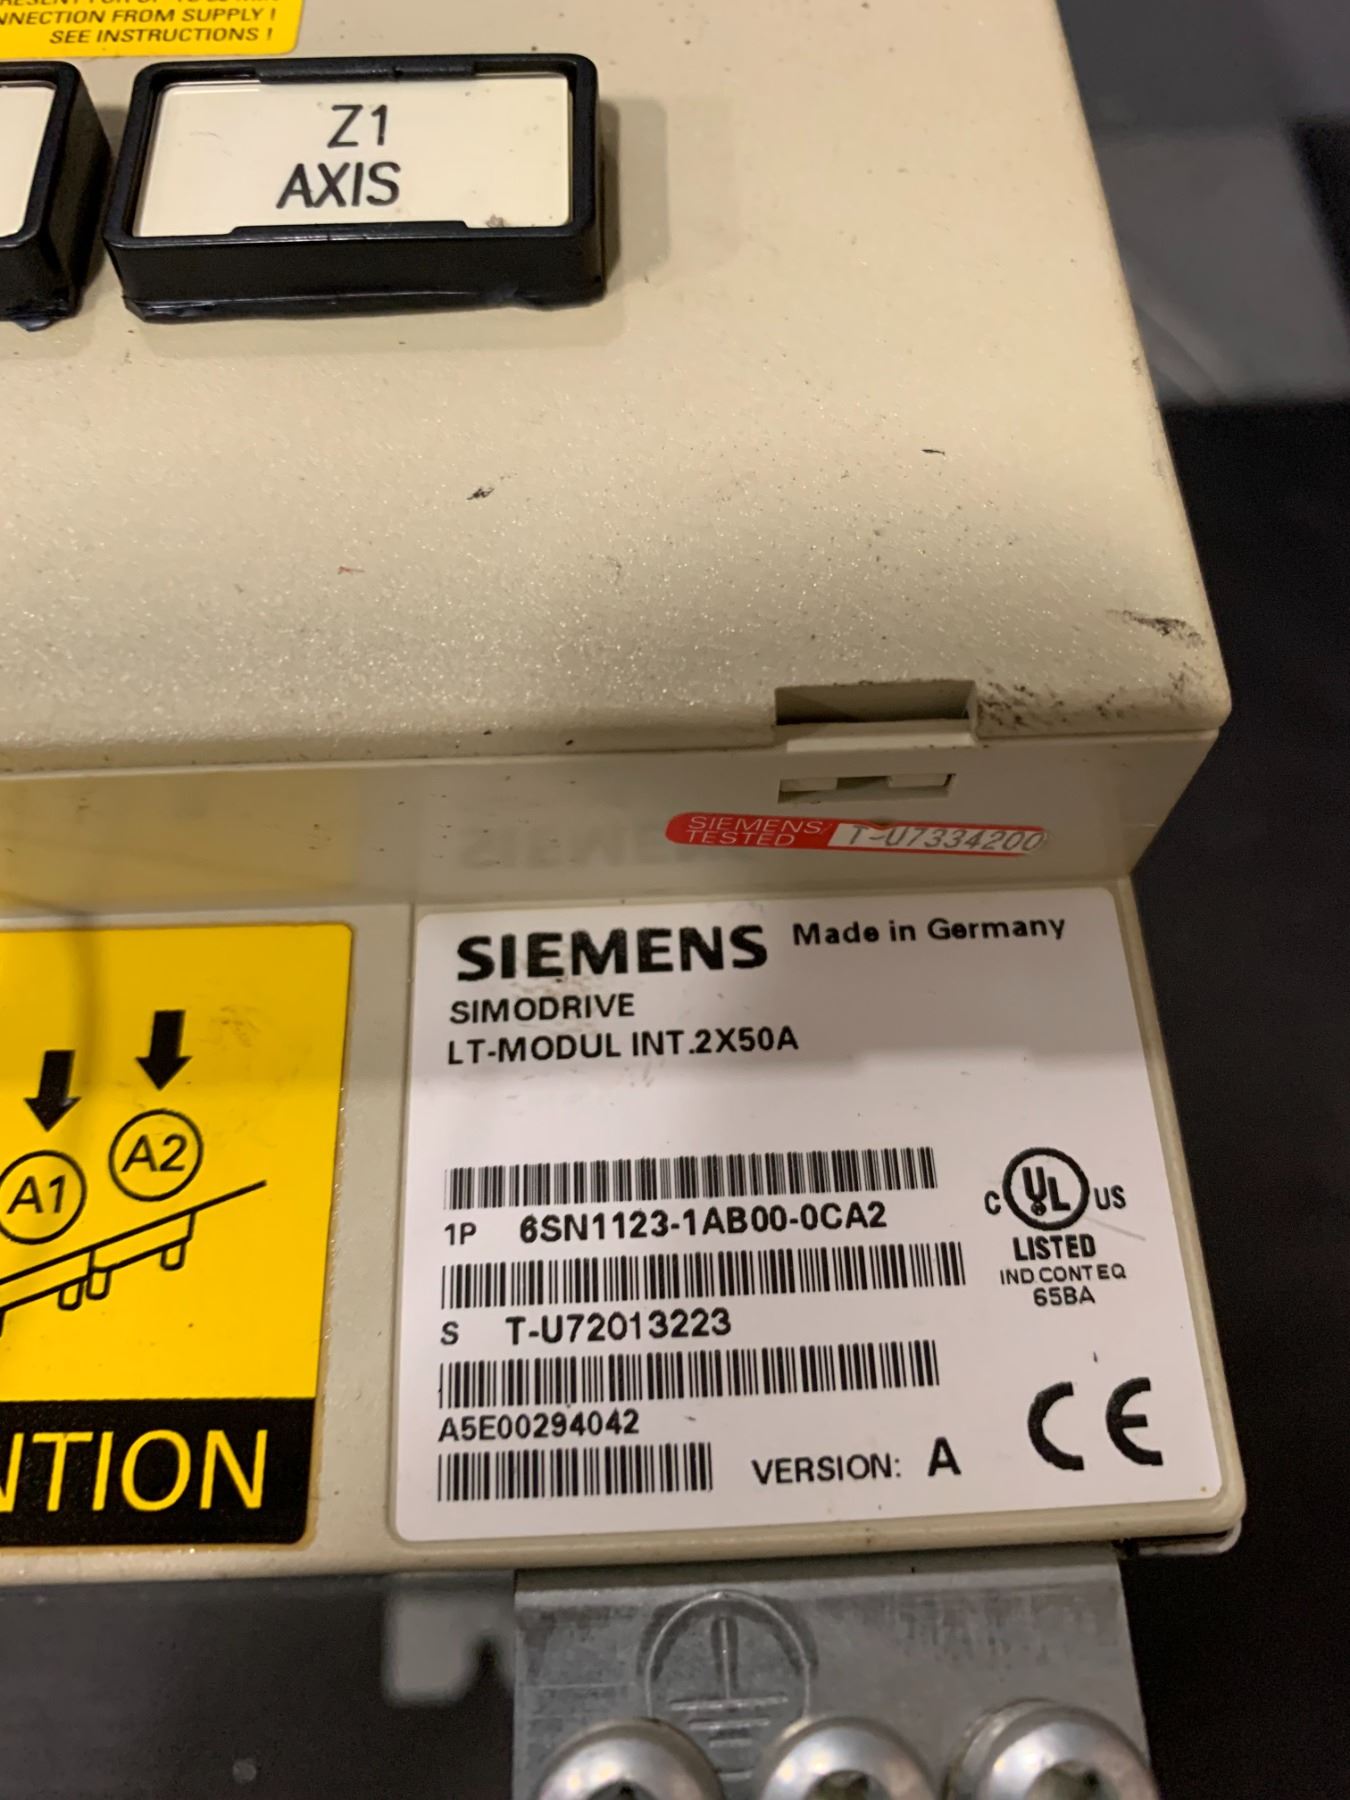 CONNECTION FROM SUPPLY !
SEE INSTRUCTIONS !
Z1
AXIS
SIEMENS
TESTED
T-U7334200
SIEMENS Made in Germany
SIMODRIVE
LT-MODUL INT.2X50A
1P 6SN1123-1AB00-0CA2
S T-U72013223
A5E00294042
VERSION: A
C UL US
LISTED
IND CONT EQ
65BA
CE
A1
A2
NTION